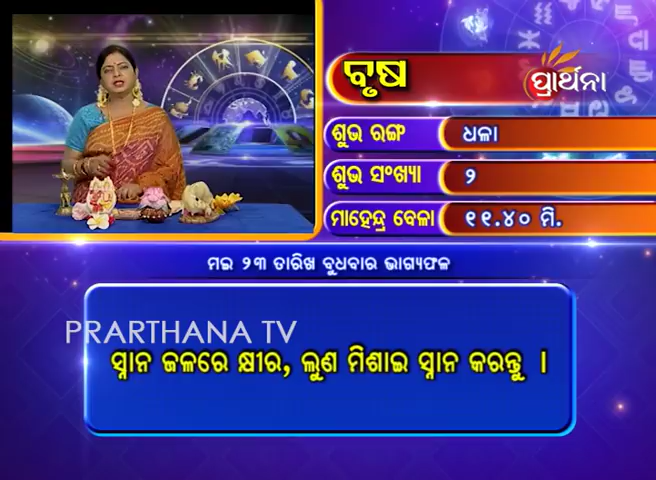 ବୃଷ
ପ୍ରାର୍ଥନା
ଶୁଭ ରଙ୍ଗ ଧଳା
ଶୁଭ ସଂଖ୍ୟା ୨
ମାହେନ୍ଦ୍ର ବେଳା ୧୧.୪୦ ମି.
ମଇ ୨୩ ତାରିଖ ବୁଧବାର ଭାଗ୍ୟଫଳ
PRARTHANA TV
ସ୍ନାନ ଜଳରେ କ୍ଷୀର, ଲୁଣ ମିଶାଇ ସ୍ନାନ କରନ୍ତୁ ।